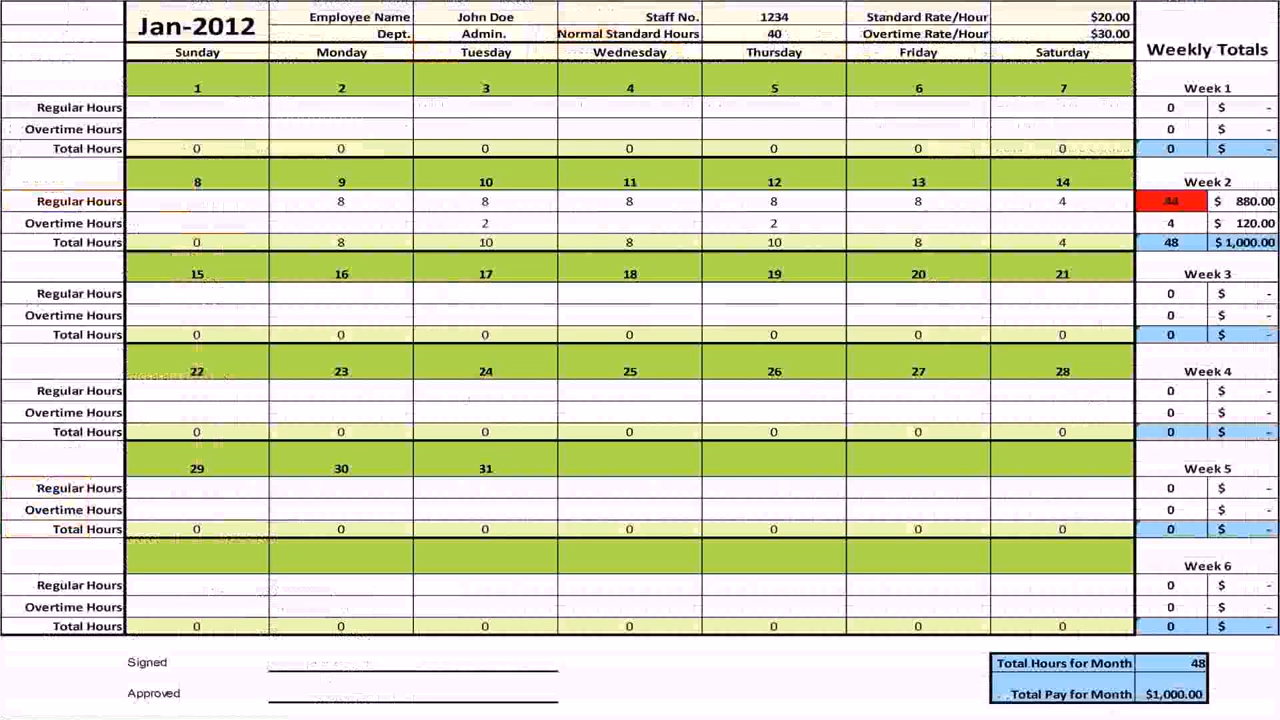 Jan-2012 Employee Name John Doe Staff No. 1234 Standard Rate/Hour $20.00
Dept. Admin. Normal Standard Hours 40 Overtime Rate/Hour $30.00
Sunday Monday Tuesday Wednesday Thursday Friday Saturday Weekly Totals
1 2 3 4 5 6 7 Week 1
Regular Hours 0 $ -
Overtime Hours 0 $ -
Total Hours 0 0 0 0 0 0 0 0 $ -
8 9 10 11 12 13 14 Week 2
Regular Hours 8 8 8 8 8 4 44 $ 880.00
Overtime Hours 2 2 4 $ 120.00
Total Hours 0 8 10 8 10 8 4 48 $ 1,000.00
15 16 17 18 19 20 21 Week 3
Regular Hours 0 $ -
Overtime Hours 0 $ -
Total Hours 0 0 0 0 0 0 0 0 $ -
22 23 24 25 26 27 28 Week 4
Regular Hours 0 $ -
Overtime Hours 0 $ -
Total Hours 0 0 0 0 0 0 0 0 $ -
29 30 31 Week 5
Regular Hours 0 $ -
Overtime Hours 0 $ -
Total Hours 0 0 0 0 0 0 0 0 $ -
Week 6
Regular Hours 0 $ -
Overtime Hours 0 $ -
Total Hours 0 0 0 0 0 0 0 0 $ -
Signed Total Hours for Month 48
Approved Total Pay for Month $1,000.00